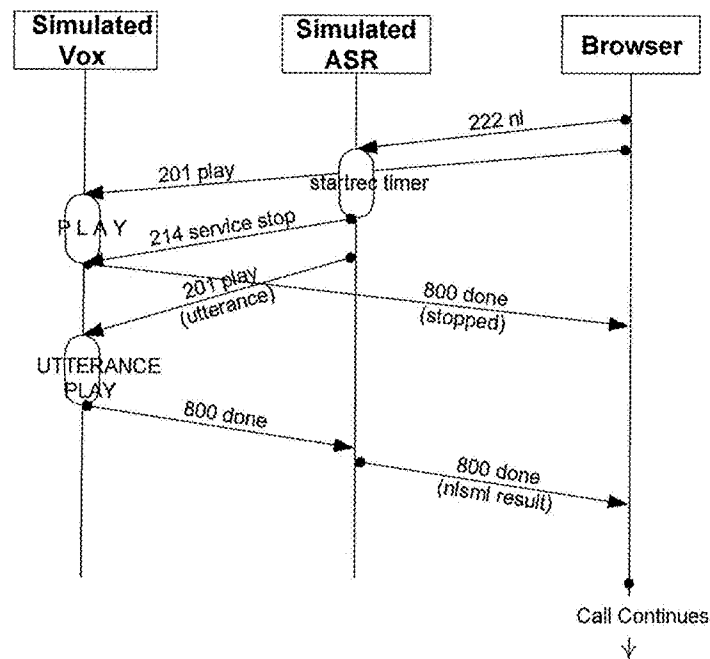 Simulated
Vox
Simulated
ASR
Browser
222 nl
201 play
startrec timer
P L A Y
214 service stop
201 play
(utterance)
800 done
(stopped)
UTTERANCE
PLAY
800 done
800 done
(nlsml result)
Call Continues